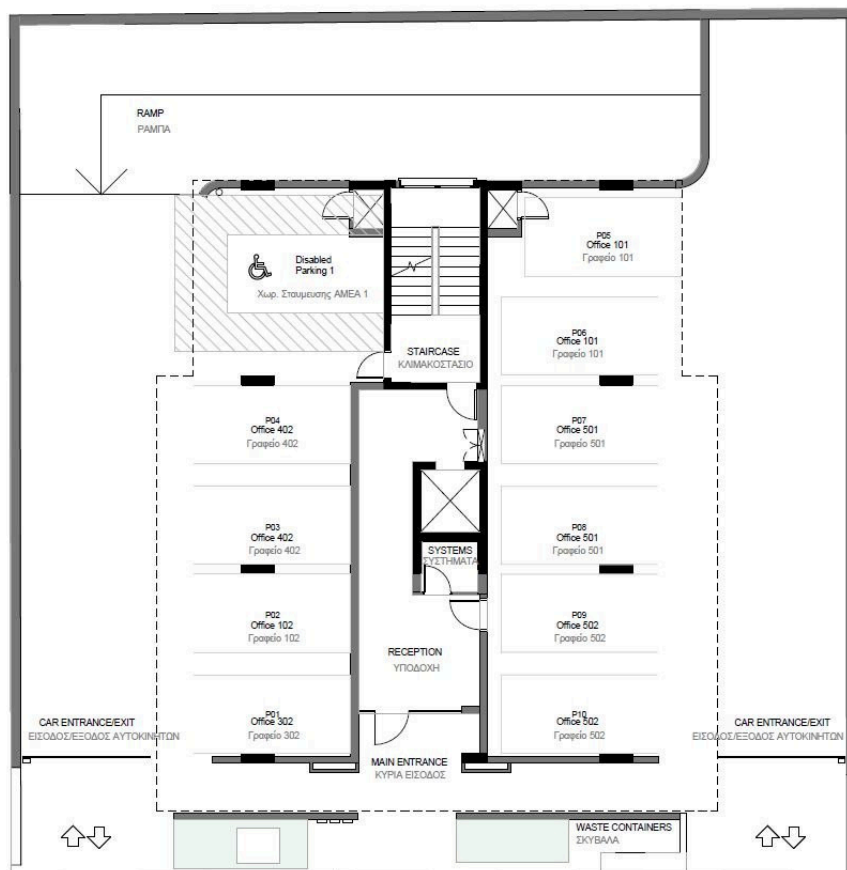 RAMP
ΡΑΜΠΑ
Disabled
Parking 1
Χωρ. Σταυμευσης ΑΜΕΑ 1
P05
Office 101
Γραφείο 101
P06
Office 101
Γραφείο 101
STAIRCASE
ΚΛΙΜΑΚΟΣΤΑΣΙΟ
P04
Office 402
Γραφείο 402
P07
Office 501
Γραφείο 501
P03
Office 402
Γραφείο 402
P08
Office 501
Γραφείο 501
SYSTEMS
ΣΥΣΤΗΜΑΤΑ
P02
Office 102
Γραφείο 102
P09
Office 502
Γραφείο 502
RECEPTION
ΥΠΟΔΟΧΗ
P01
Office 302
Γραφείο 302
P10
Office 502
Γραφείο 502
CAR ENTRANCE/EXIT
ΕΙΣΟΔΟΣ/ΕΞΟΔΟΣ ΑΥΤΟΚΙΝΗΤΩΝ
CAR ENTRANCE/EXIT
ΕΙΣΟΔΟΣ/ΕΞΟΔΟΣ ΑΥΤΟΚΙΝΗΤΩΝ
MAIN ENTRANCE
ΚΥΡΙΑ ΕΙΣΟΔΟΣ
WASTE CONTAINERS
ΣΚΥΒΑΛΑ